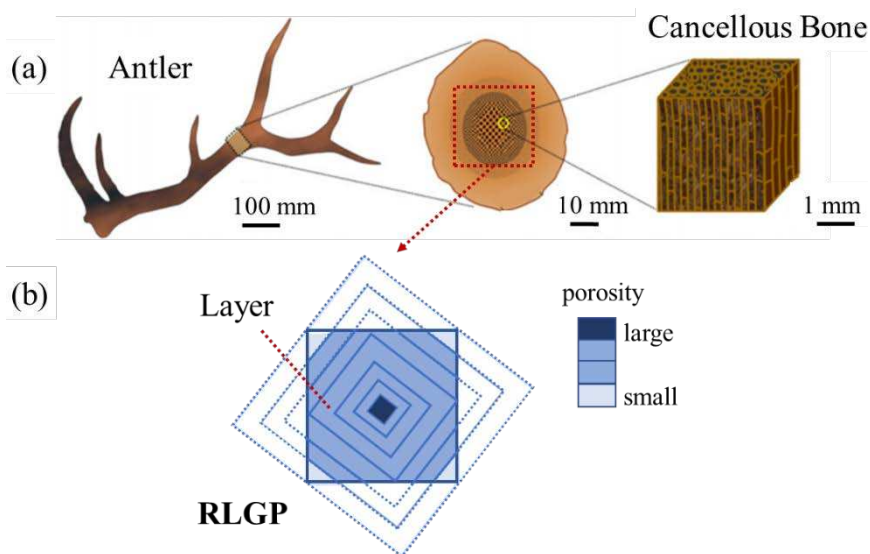 Cancellous Bone
(a)
Antler
100 mm
10 mm
1 mm
(b)
Layer
porosity
large
small
RLGP